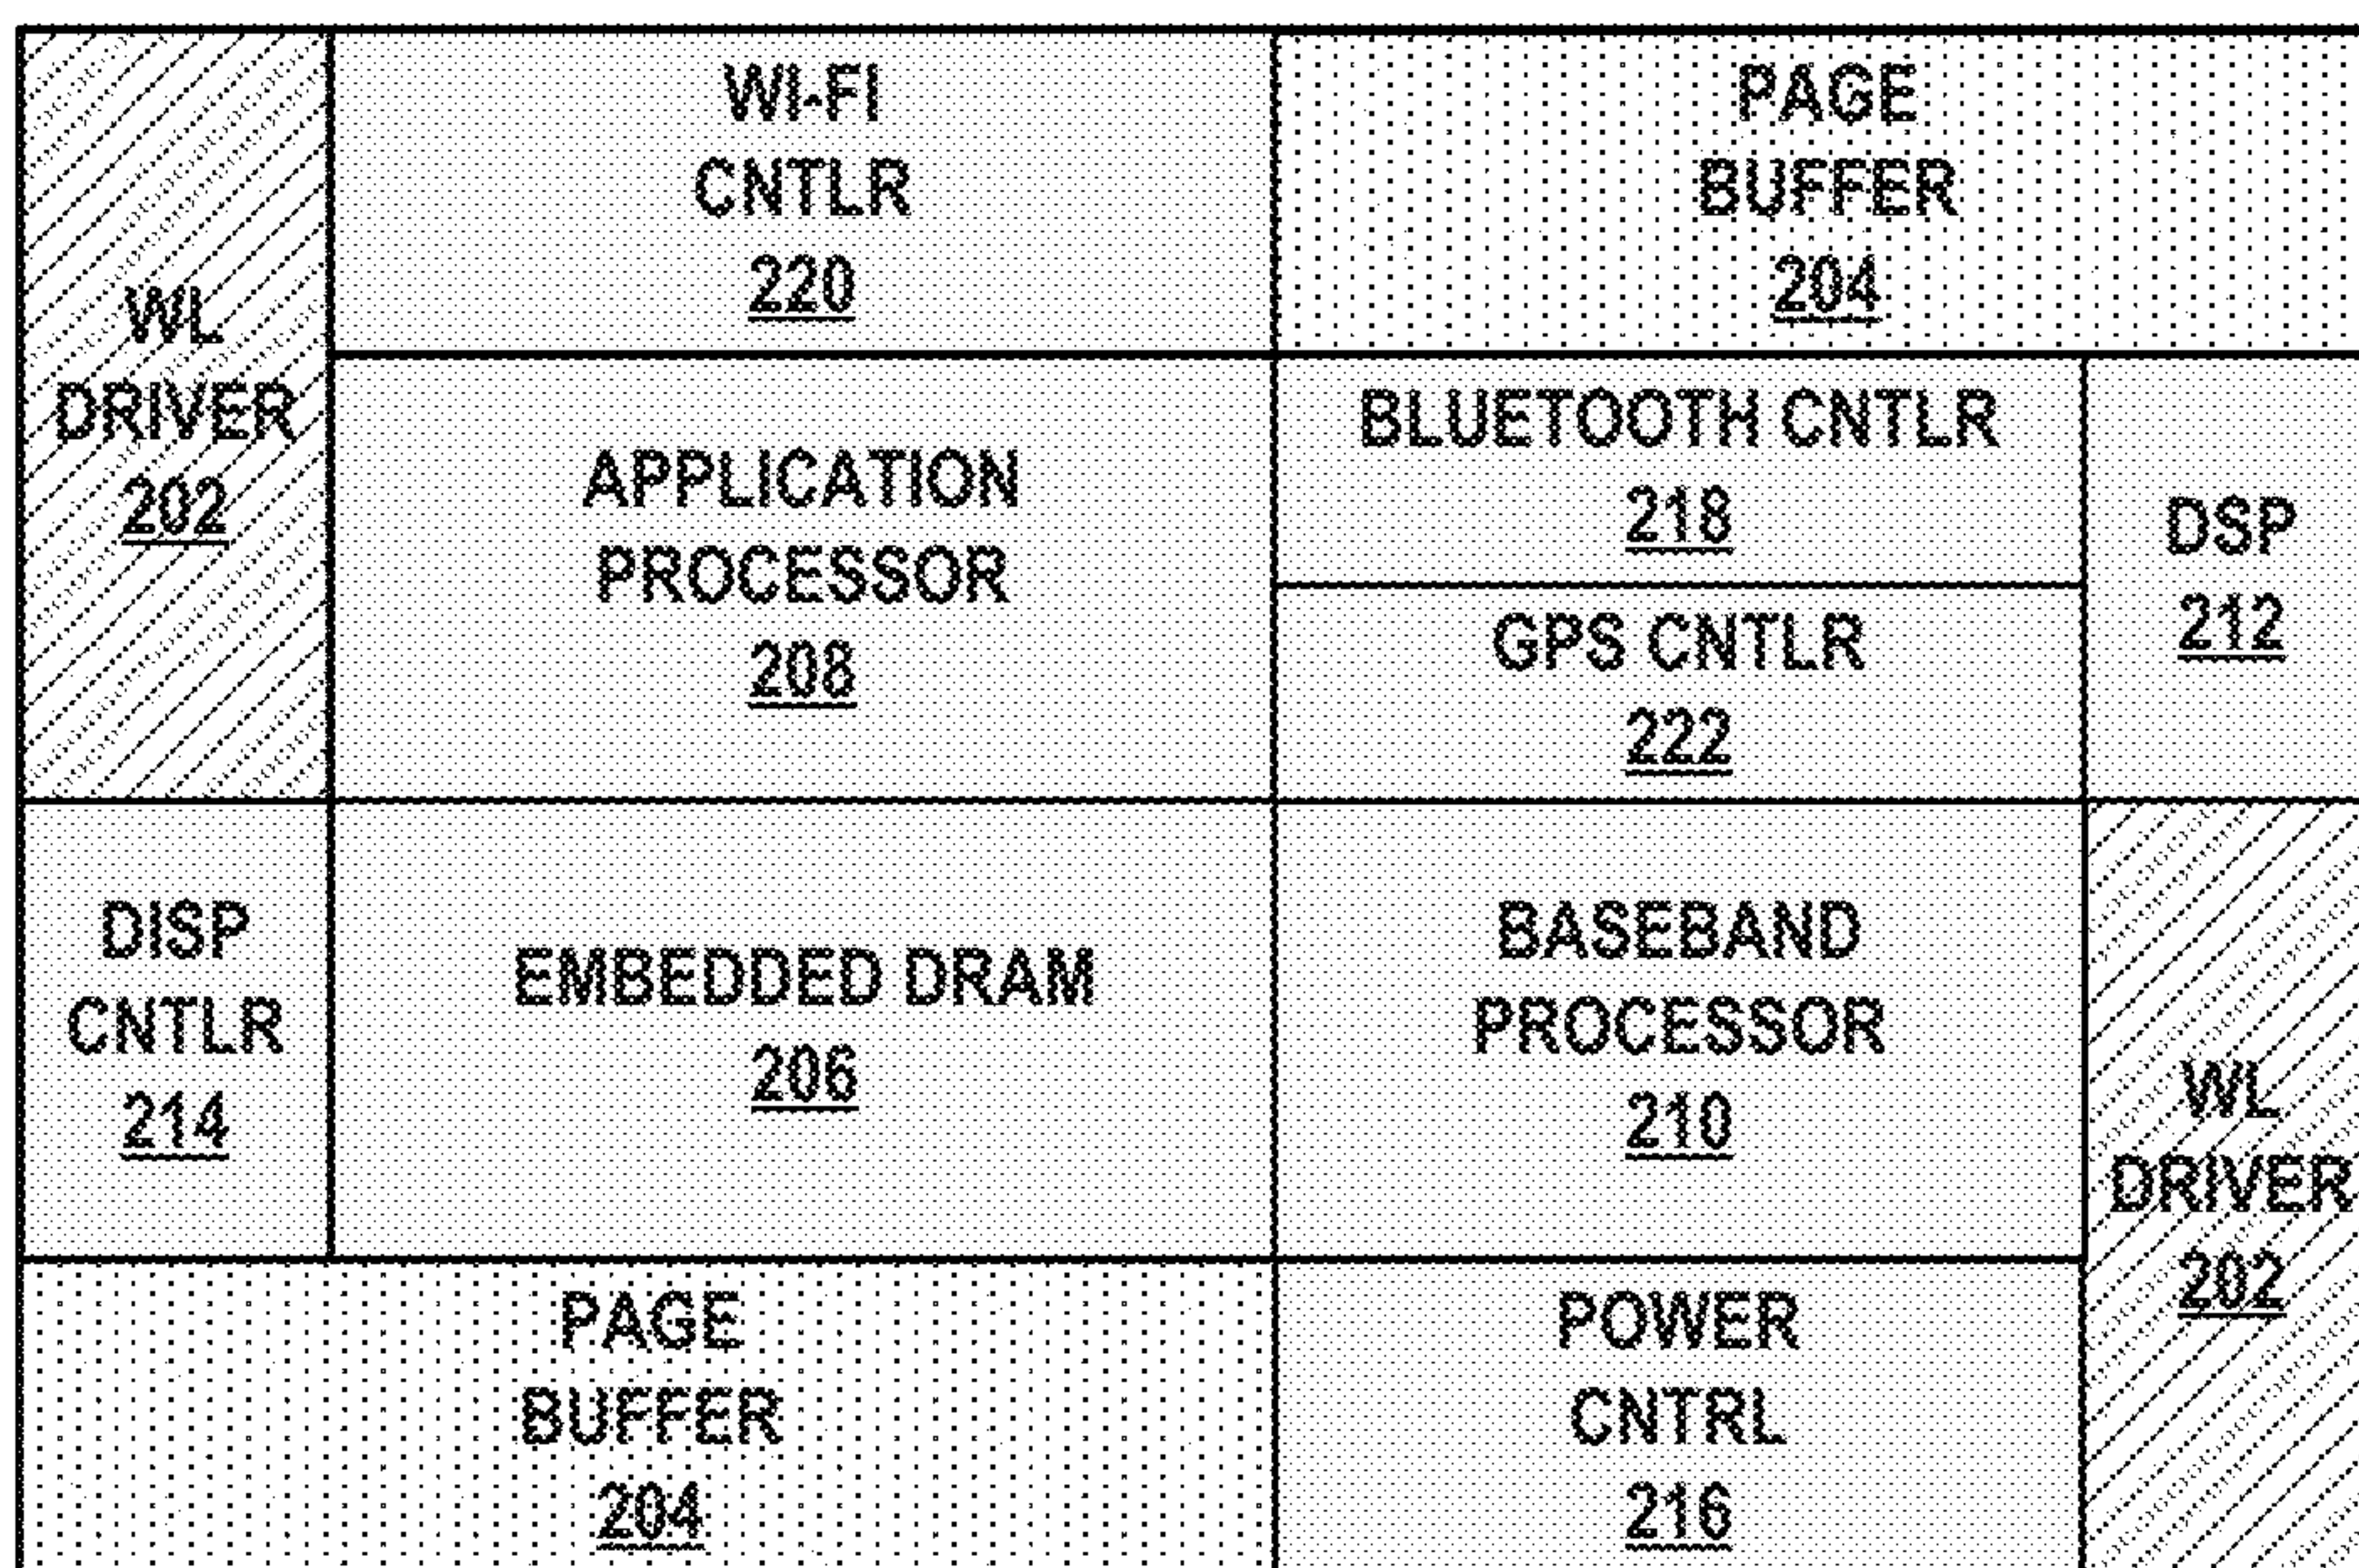 WI-FI
CNTLR
220
PAGE
BUFFER
204
WL
DRIVER
202
APPLICATION
PROCESSOR
208
BLUETOOTH CNTLR
218
GPS CNTLR
222
DSP
212
DISP
CNTLR
214
EMBEDDED DRAM
206
BASEBAND
PROCESSOR
210
WL
DRIVER
202
PAGE
BUFFER
204
POWER
CNTRL
216